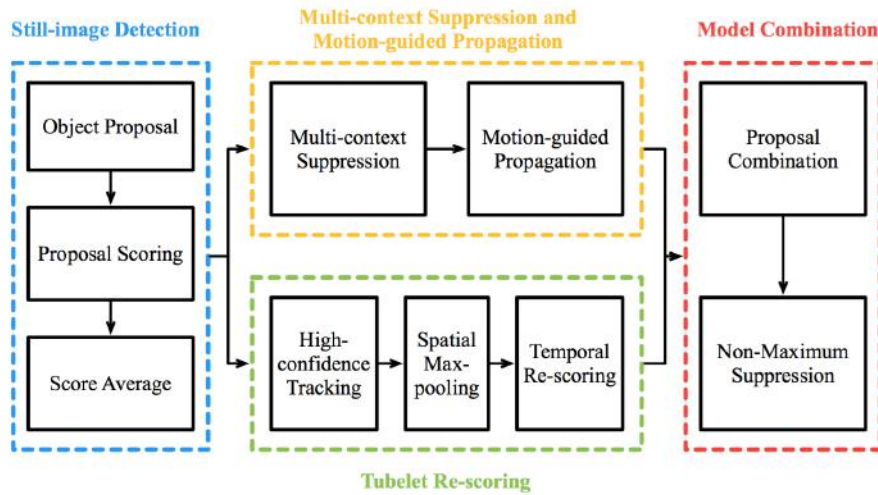 Still-image Detection
Object Proposal
Proposal Scoring
Score Average
Multi-context Suppression and
Motion-guided Propagation
Multi-context
Suppression
Motion-guided
Propagation
High-
confidence
Tracking
Spatial
Max-
pooling
Temporal
Re-scoring
Tubelet Re-scoring
Model Combination
Proposal
Combination
Non-Maximum
Suppression